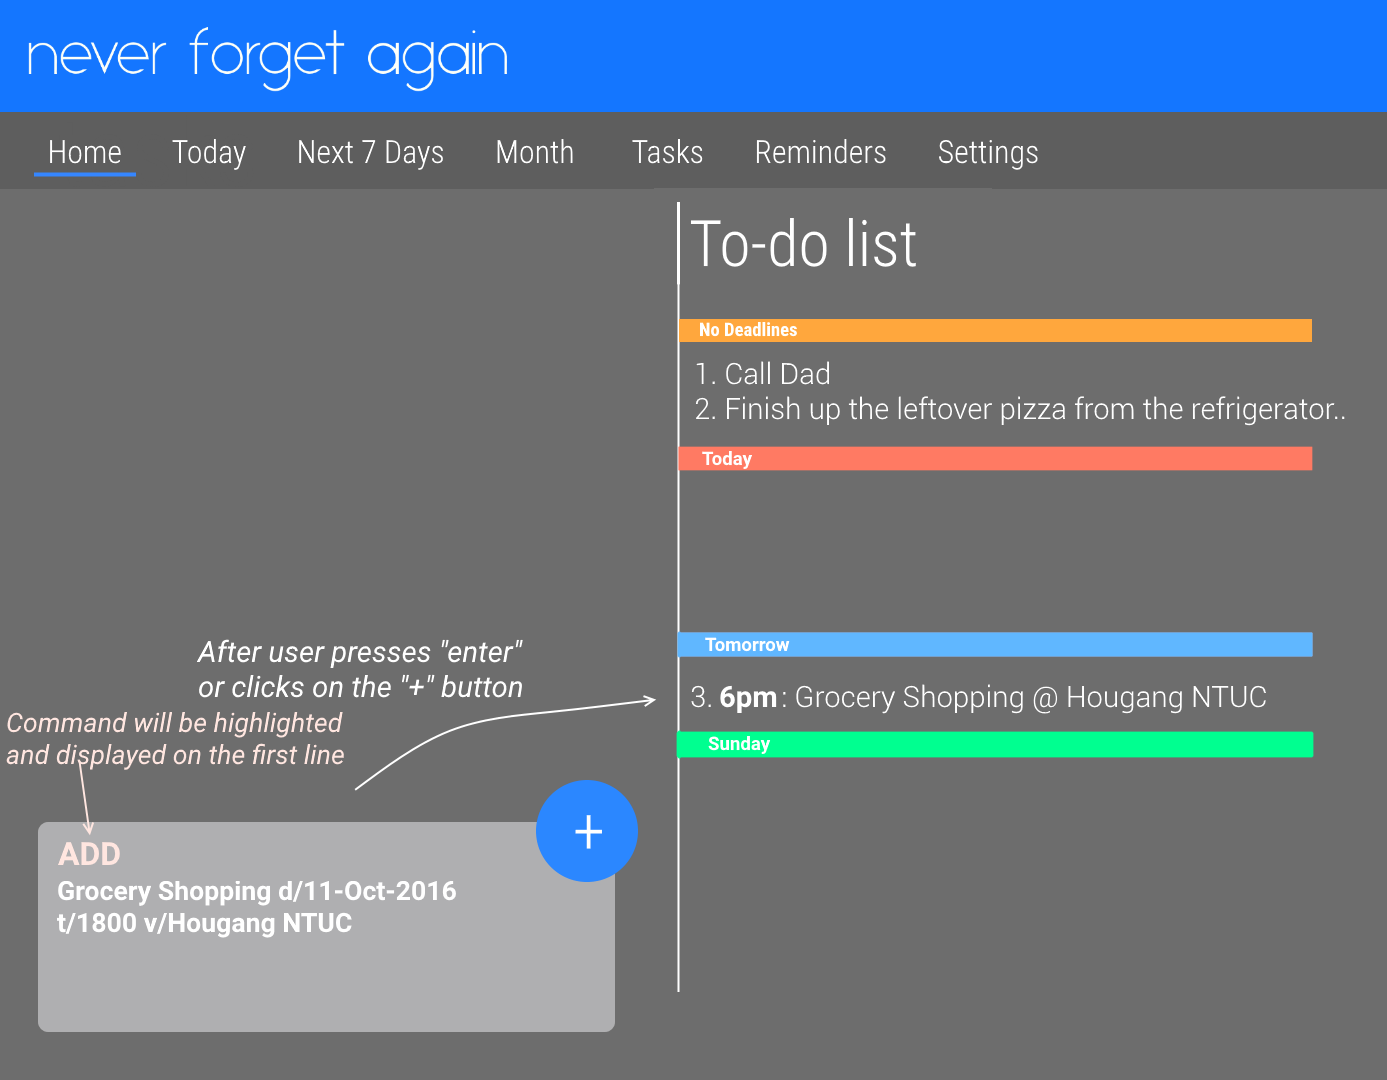 never forget again
Home Today Next 7 Days Month Tasks Reminders Settings
To-do list
No Deadlines
1. Call Dad
2. Finish up the leftover pizza from the refrigerator..
Today
Tomorrow
3. 6pm : Grocery Shopping @ Hougang NTUC
Sunday
After user presses "enter"
or clicks on the "+" button
Command will be highlighted
and displayed on the first line
+
ADD
Grocery Shopping d/11-Oct-2016
t/1800 v/Hougang NTUC